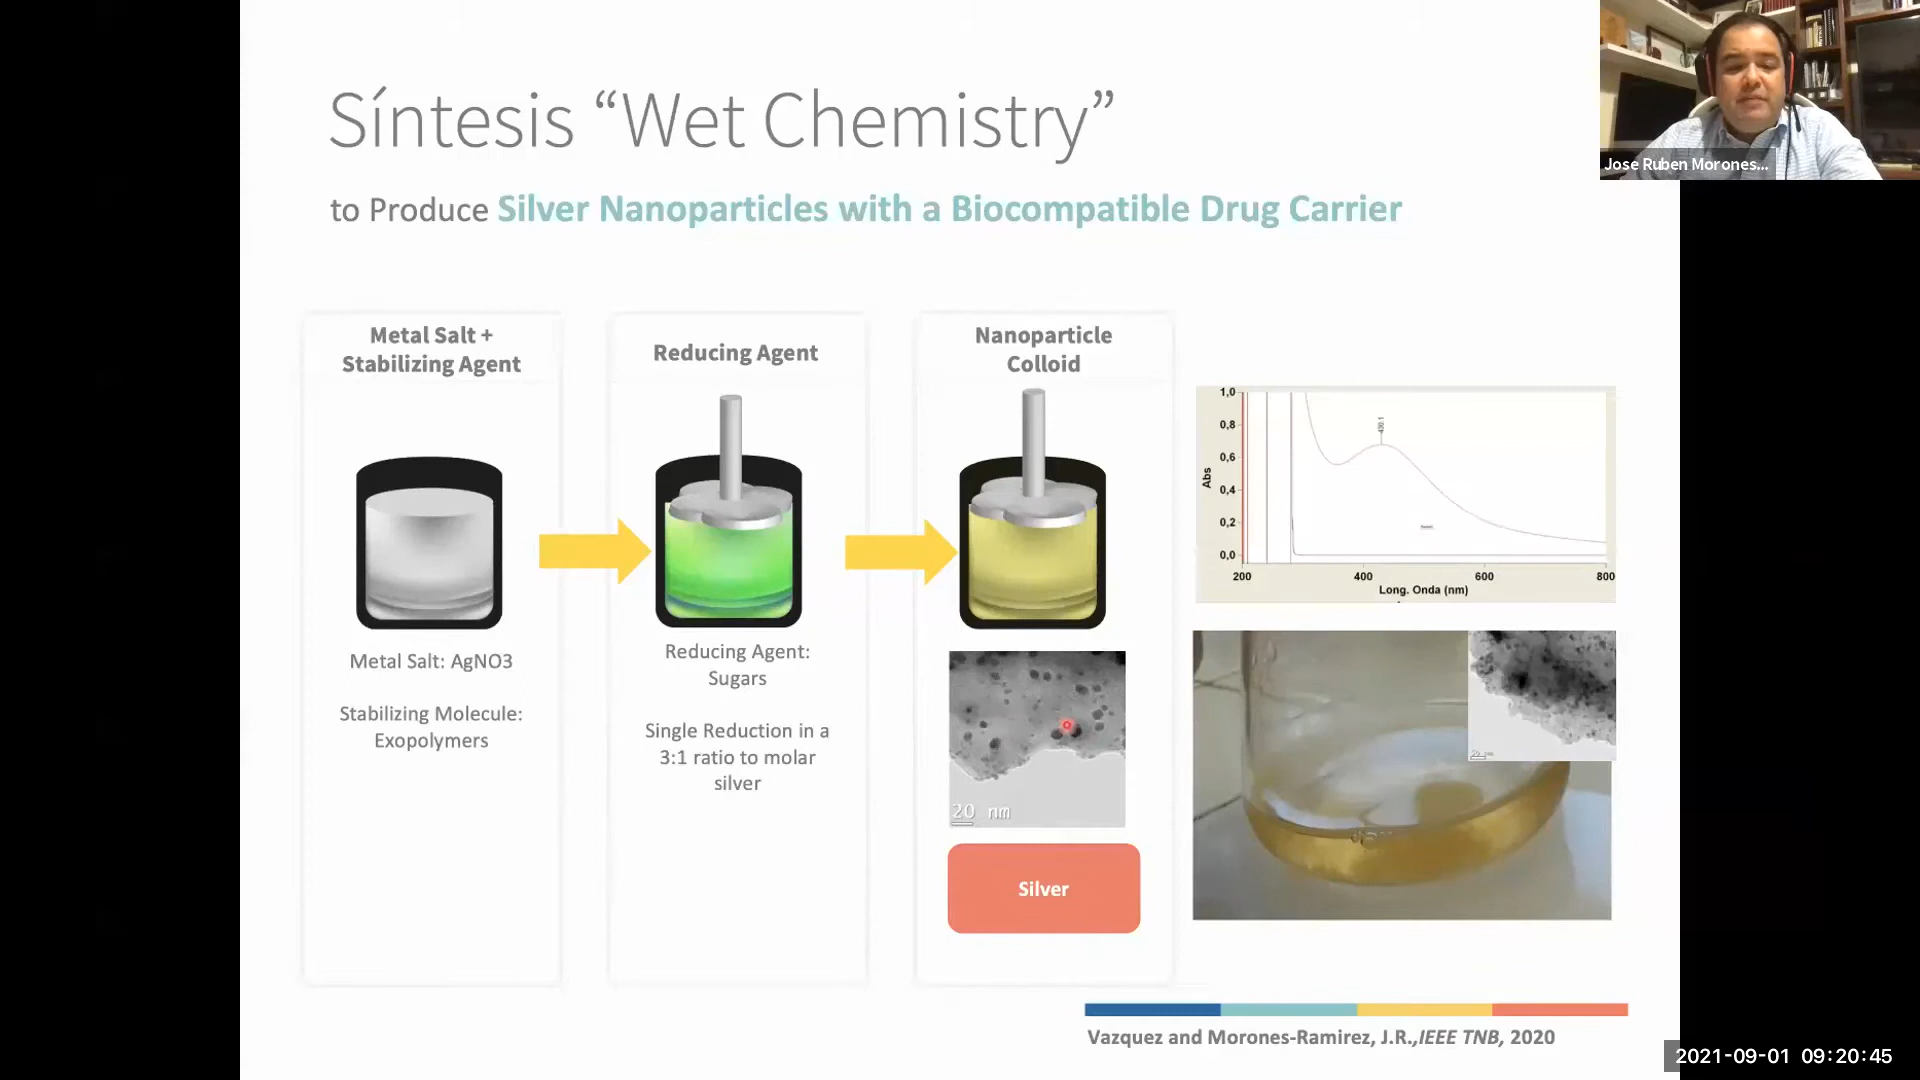 Síntesis “Wet Chemistry”
to Produce Silver Nanoparticles with a Biocompatible Drug Carrier
Jose Ruben Morones...
Metal Salt +
Stabilizing Agent
Reducing Agent
Nanoparticle
Colloid
Metal Salt: AgNO3
Stabilizing Molecule:
Exopolymers
Reducing Agent:
Sugars
Single Reduction in a
3:1 ratio to molar
silver
20 nm
Silver
1,0
0,8
0,6
0,4
0,2
0,0
Abs
430.1
200
400
600
800
Long. Onda (nm)
Vazquez and Morones-Ramirez, J.R.,IEEE TNB, 2020
2021-09-01 09:20:45